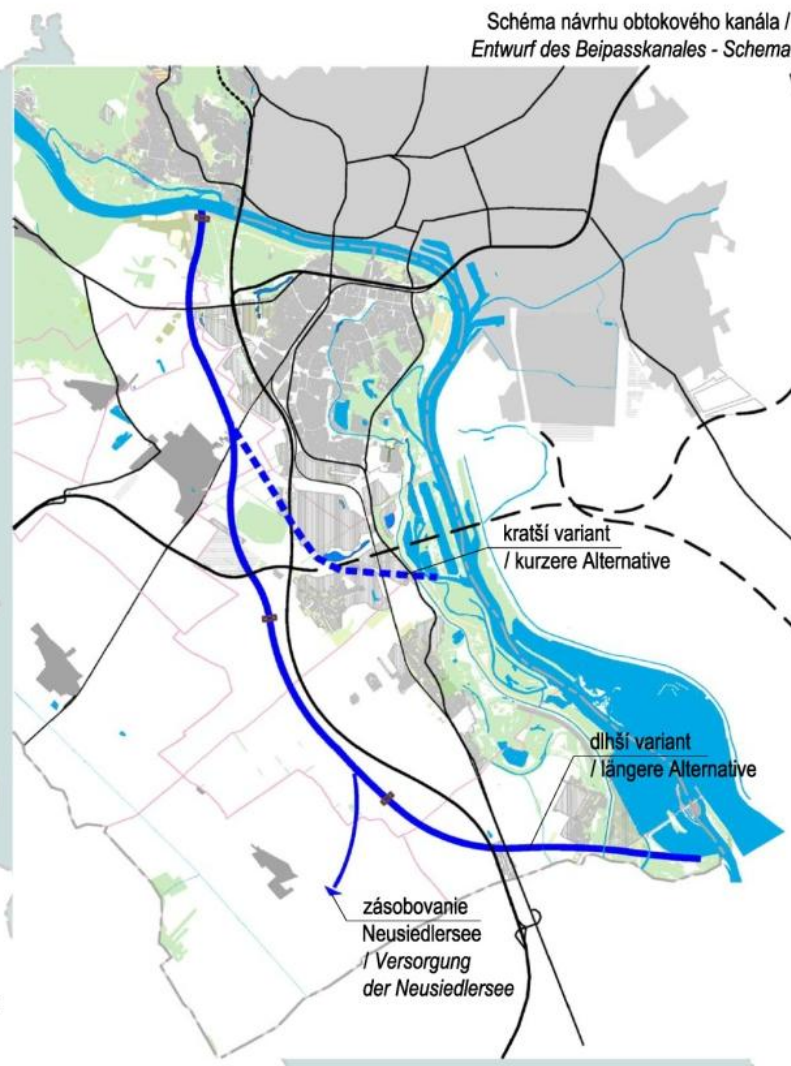 Schéma návrhu obtokového kanála /
Entwurf des Beipasskanales - Schema
kratší variant
/ kurzere Alternative
dlhší variant
/ längere Alternative
zásobovanie
Neusiedlersee
/ Versorgung
der Neusiedlersee